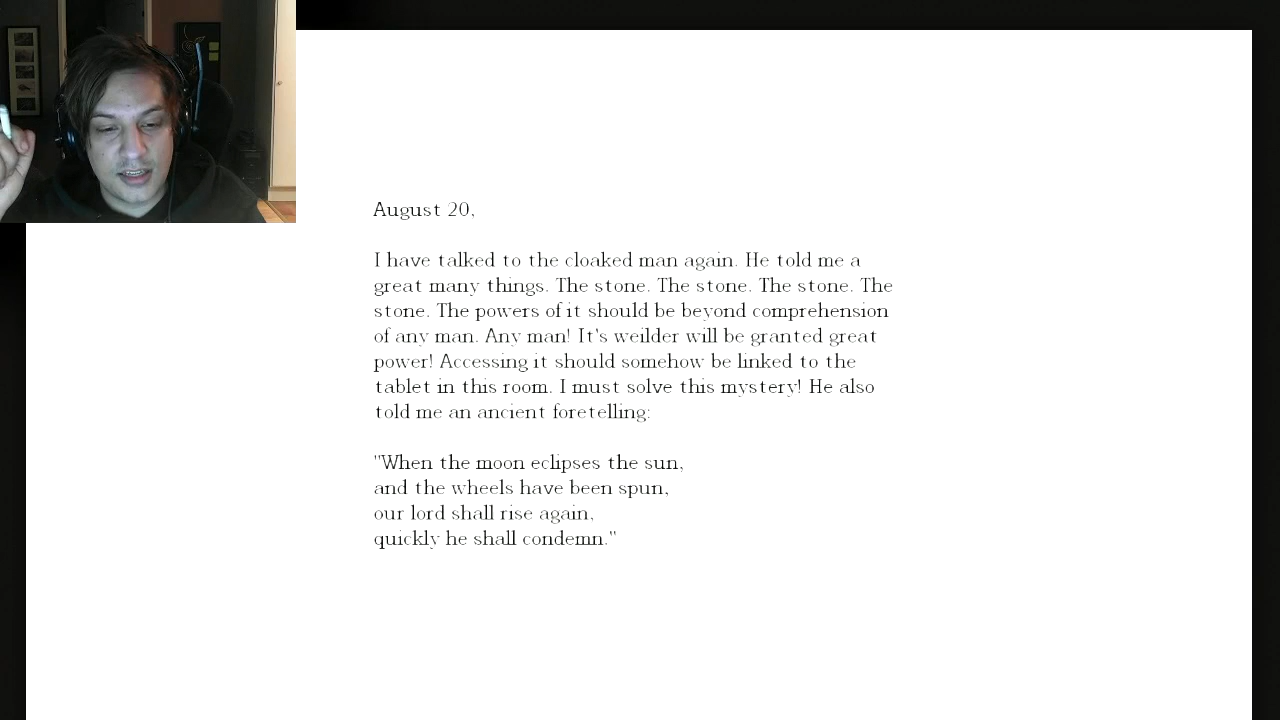 August 20,
I have talked to the cloaked man again. He told me a
great many things. The stone. The stone. The stone. The
stone. The powers of it should be beyond comprehension
of any man. Any man! It's weilder will be granted great
power! Accessing it should somehow be linked to the
tablet in this room. I must solve this mystery! He also
told me an ancient foretelling:
"When the moon eclipses the sun,
and the wheels have been spun,
our lord shall rise again,
quickly he shall condemn."